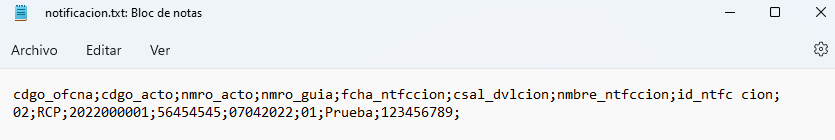 notificacion.txt: Bloc de notas
Archivo Editar Ver
cdgo_ofcna;cdgo_acto;nmro_acto;nmro_guia;fcha_ntfccion;csal_dvlcion;nmbre_ntfccion;id_ntfc cion;
02;RCP;2022000001;56454545;07042022;01;Prueba;123456789;